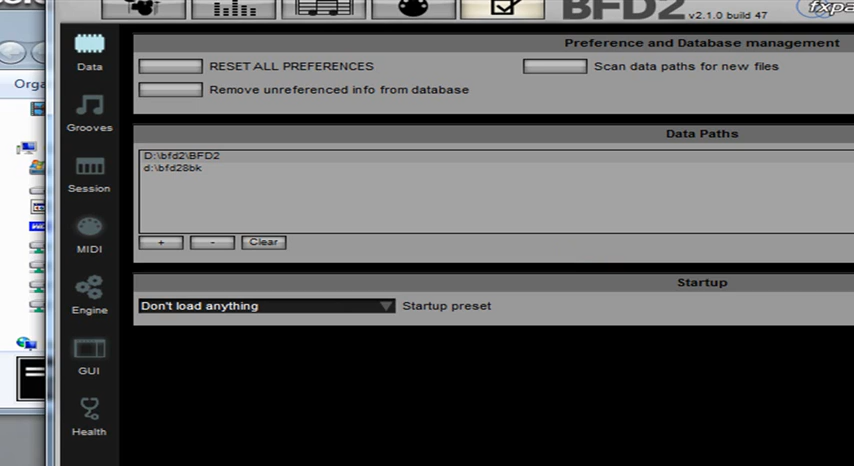 BFD2 v2.1.0 build 47
fxpa
Orga
Data
Grooves
Session
MIDI
Engine
GUI
Health
Preference and Database management
RESET ALL PREFERENCES
Scan data paths for new files
Remove unreferenced info from database
Data Paths
D:\bfd2\BFD2
d:\bfd28bk
+ - Clear
Startup
Don't load anything Startup preset